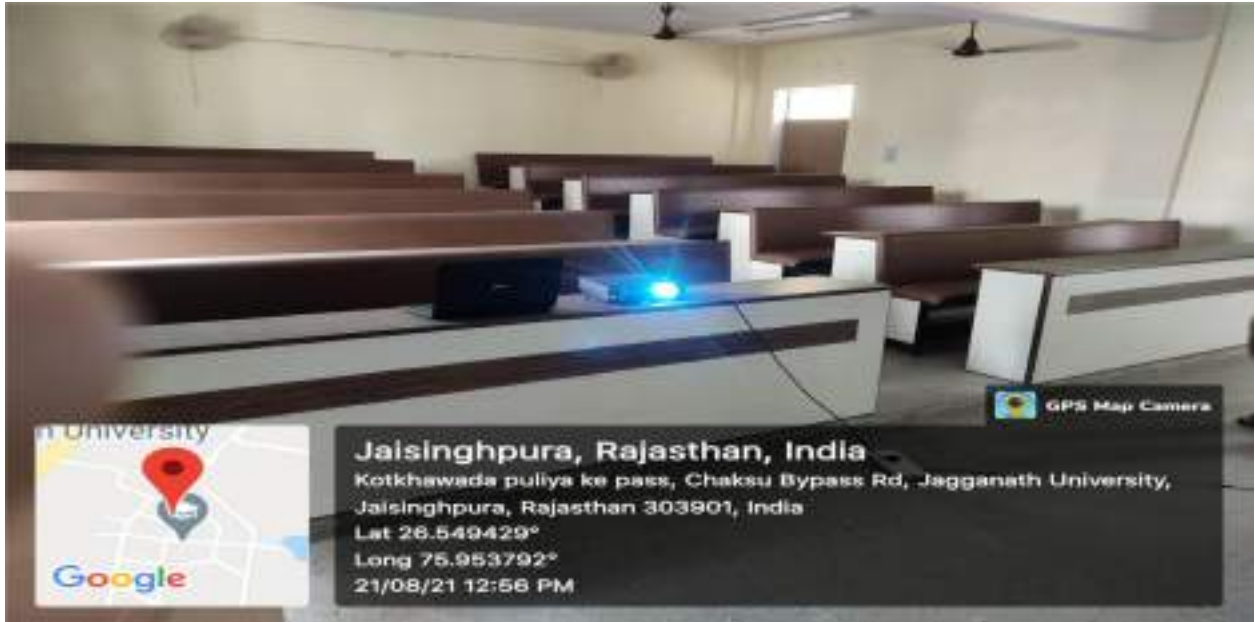 GPS Map Camera
University
Google
Jaisinghpura, Rajasthan, India
Kotkhawada puliya ke pass, Chaksu Bypass Rd, Jagganath University,
Jaisinghpura, Rajasthan 303901, India
Lat 26.549429°
Long 75.953792°
21/08/21 12:56 PM